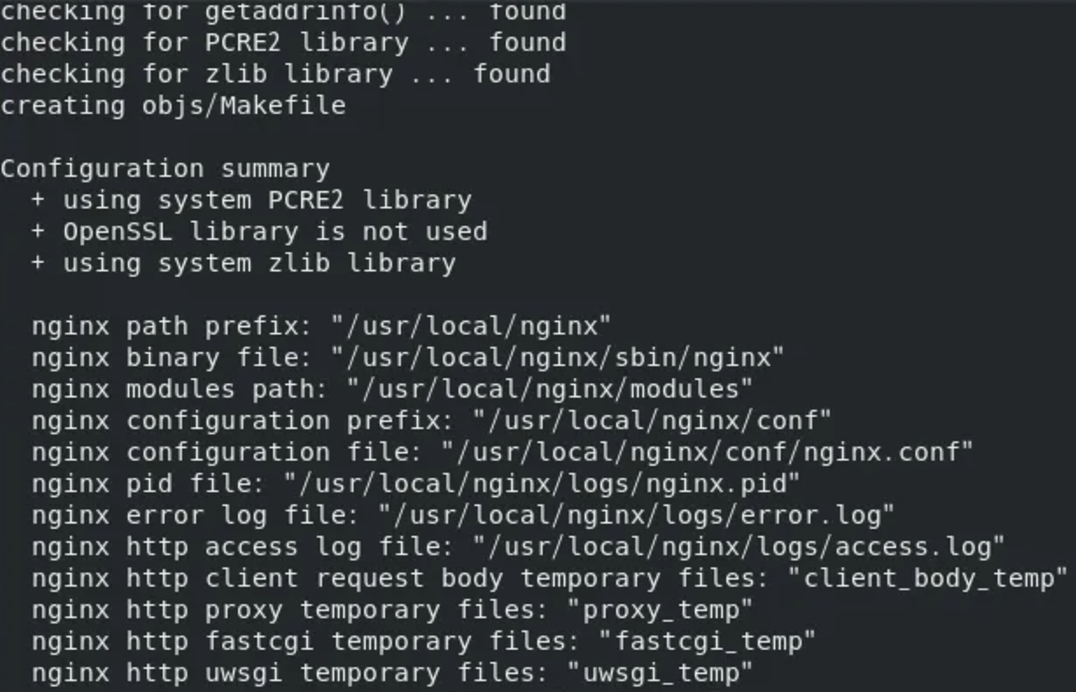 checking for getaddrinfo() ... found
checking for PCRE2 library ... found
checking for zlib library ... found
creating objs/Makefile
Configuration summary
+ using system PCRE2 library
+ OpenSSL library is not used
+ using system zlib library
nginx path prefix: "/usr/local/nginx"
nginx binary file: "/usr/local/nginx/sbin/nginx"
nginx modules path: "/usr/local/nginx/modules"
nginx configuration prefix: "/usr/local/nginx/conf"
nginx configuration file: "/usr/local/nginx/conf/nginx.conf"
nginx pid file: "/usr/local/nginx/logs/nginx.pid"
nginx error log file: "/usr/local/nginx/logs/error.log"
nginx http access log file: "/usr/local/nginx/logs/access.log"
nginx http client request body temporary files: "client_body_temp"
nginx http proxy temporary files: "proxy_temp"
nginx http fastcgi temporary files: "fastcgi_temp"
nginx http uwsgi temporary files: "uwsgi_temp"